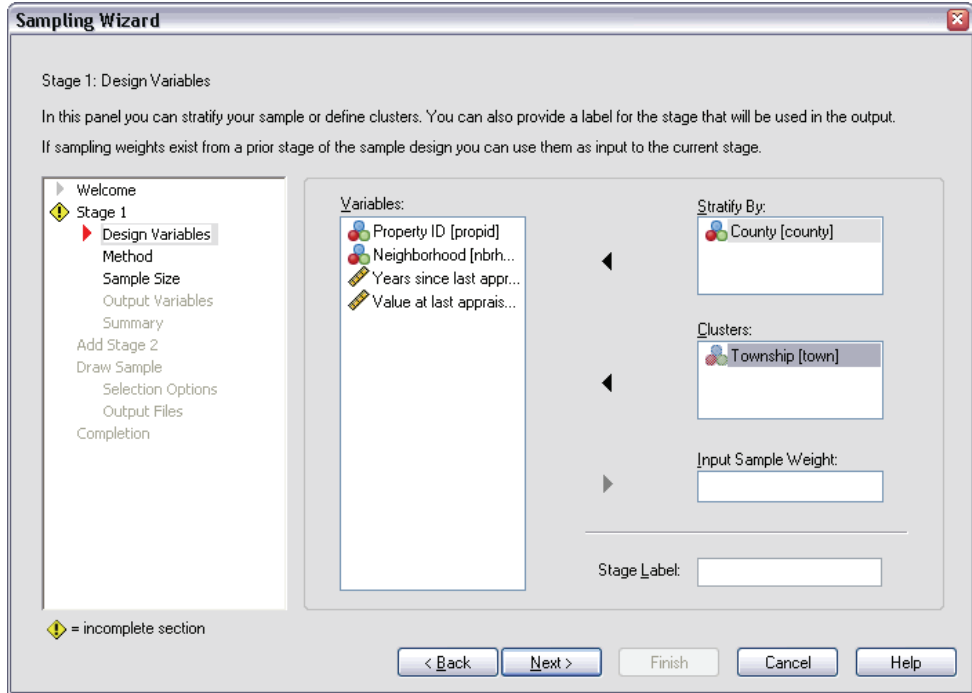 Sampling Wizard
Stage 1: Design Variables
In this panel you can stratify your sample or define clusters. You can also provide a label for the stage that will be used in the output.
If sampling weights exist from a prior stage of the sample design you can use them as input to the current stage.
Welcome
Stage 1
Design Variables
Method
Sample Size
Output Variables
Summary
Add Stage 2
Draw Sample
Selection Options
Output Files
Completion
! = incomplete section
Variables:
Property ID [propid]
Neighborhood [nbrh...
Years since last appr...
Value at last apprais...
Stratify By:
County [county]
Clusters:
Township [town]
Input Sample Weight:
Stage Label:
< Back
Next >
Finish
Cancel
Help